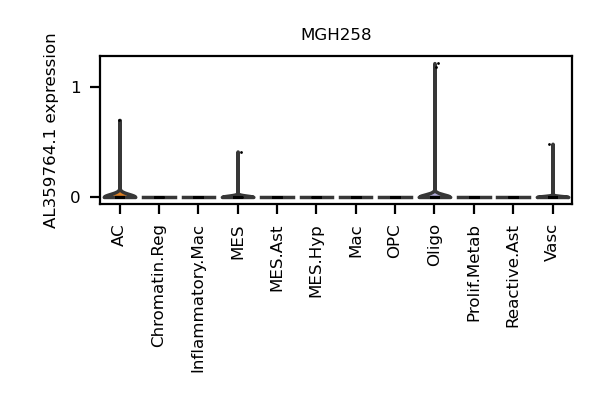 MGH258
AL359764.1 expression
1
0
AC
Chromatin.Reg
Inflammatory.Mac
MES
MES.Ast
MES.Hyp
Mac
OPC
Oligo
Prolif.Metab
Reactive.Ast
Vasc